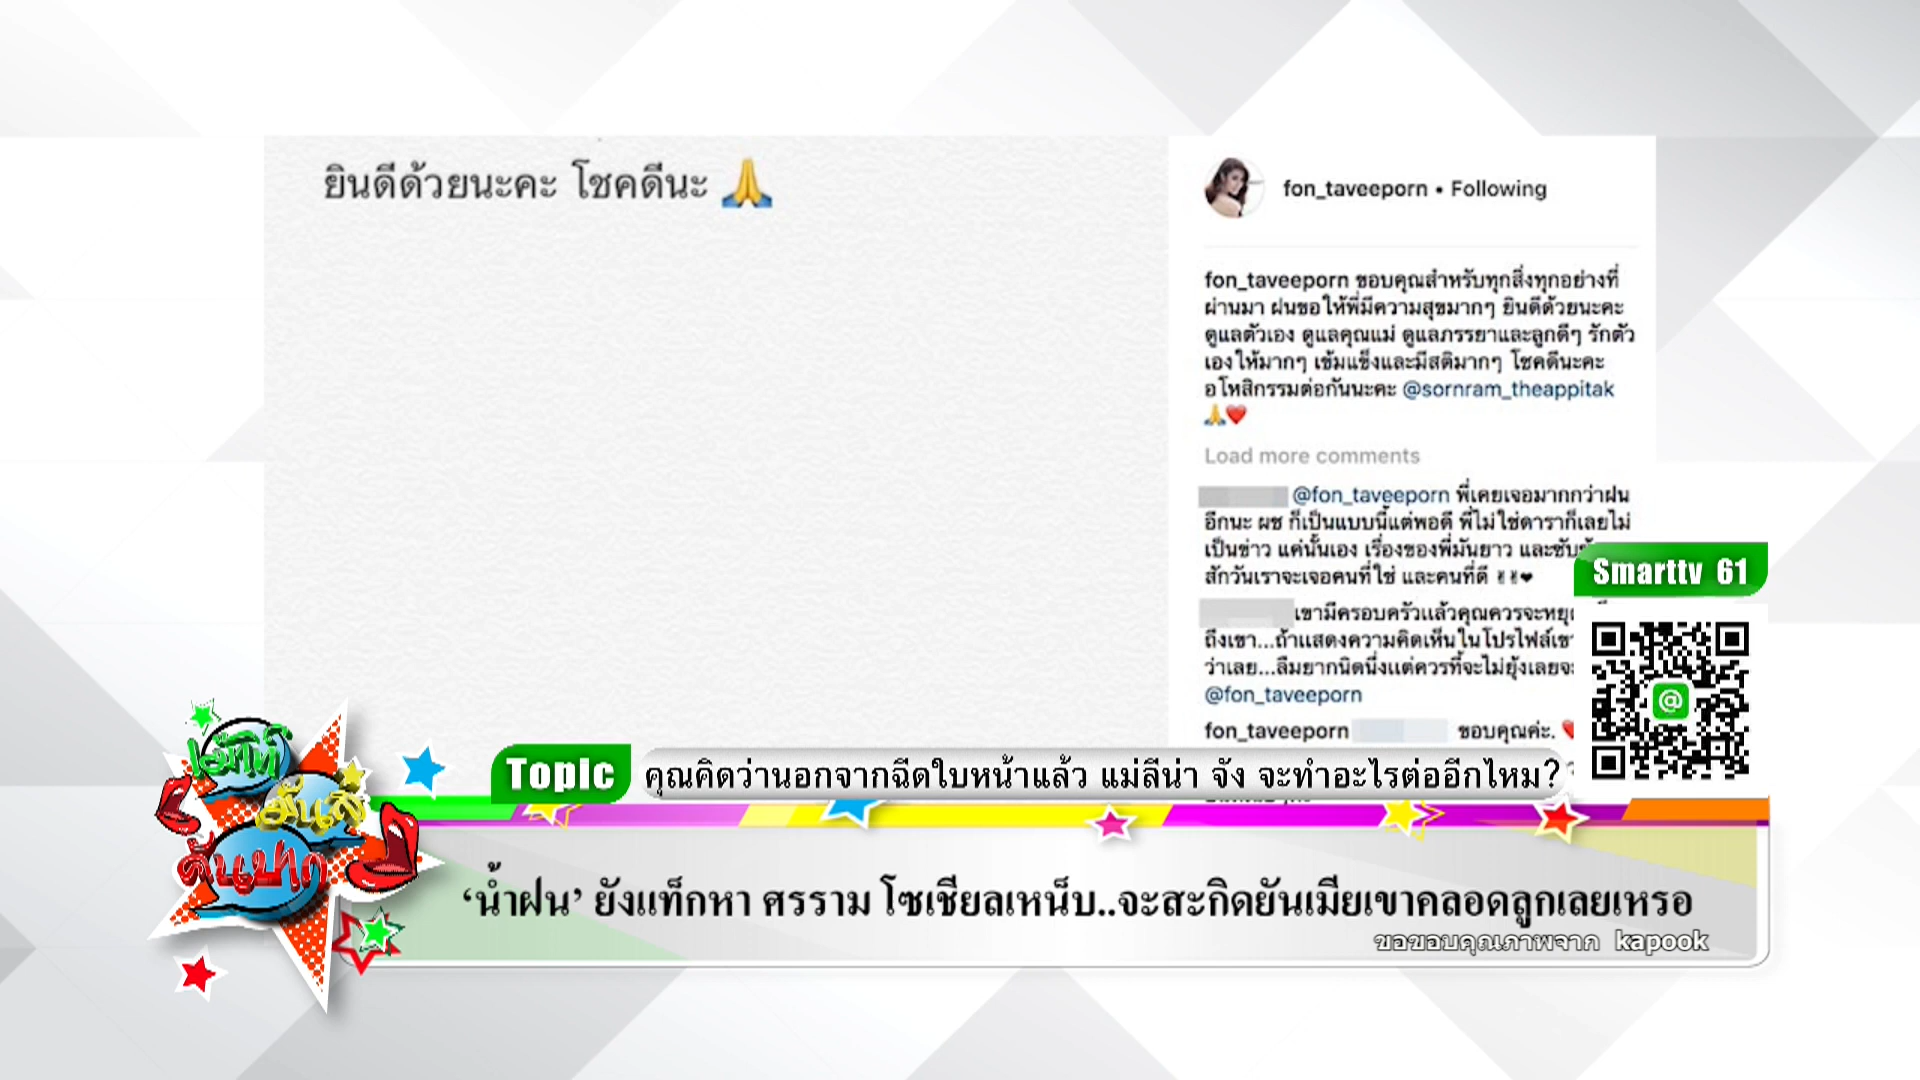 ยินดีด้วยนะคะ โชคดีนะ 🙏
fon_taveeporn • Following
fon_taveeporn ขอบคุณสำหรับทุกสิ่งทุกอย่างที่
ผ่านมา ฝนขอให้พี่มีความสุขมากๆ ยินดีด้วยนะคะ
ดูแลตัวเอง ดูแลคุณแม่ ดูแลภรรยาและลูกดีๆ รักตัว
เองให้มากๆ เข้มแข็งและมีสติมากๆ โชคดีนะคะ
อโหสิกรรมต่อกันนะคะ @sornram_theappitak
🙏❤️
Load more comments
@fon_taveeporn พี่เคยเจอมากกว่าฝน
อีกนะ ผช ก็เป็นแบบนี้แต่พอดี พี่ไม่ใช่ดาราก็เลยไม่
เป็นข่าว แค่นั้นเอง เรื่องของพี่มันยาว และซับ
สักวันเราจะเจอคนที่ใช่ และคนที่ดี ✌✌❤
เขามีครอบครัวแล้วคุณควรจะหยุด
ถึงเขา...ถ้าแสดงความคิดเห็นในโปรไฟล์เขา
ว่าเลย...ลืมยากนิดนึ่งแต่ควรที่จะไม่ยุ้งเลยจะ
@fon_taveeporn
fon_taveeporn ขอบคุณค่ะ. ❤
Smarttv 61
Topic คุณคิดว่านอกจากฉีดใบหน้าแล้ว แม่ลีน่า จัง จะทำอะไรต่ออีกไหม?
เม้าท์
มันส์
คันปาก
‘น้ำฝน’ ยังแท็กหา ศรราม โซเชียลเหน็บ..จะสะกิดยันเมียเขาคลอดลูกเลยเหรอ
ขอขอบคุณภาพจาก kapook